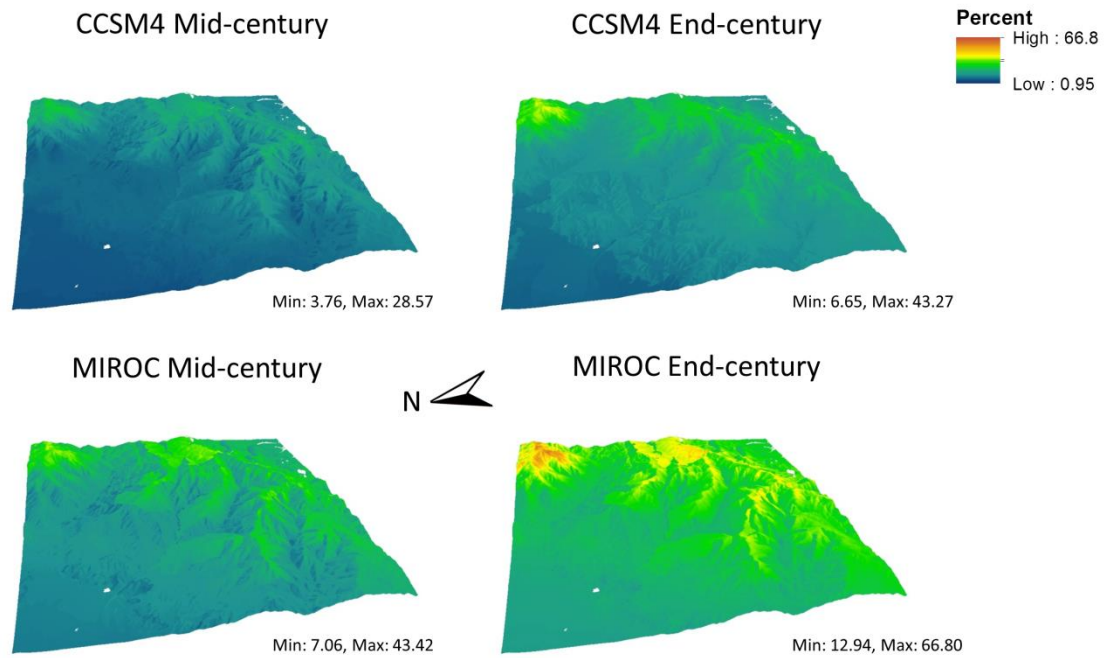 CCSM4 Mid-century
CCSM4 End-century
Percent
High : 66.8
Low : 0.95
Min: 3.76, Max: 28.57
Min: 6.65, Max: 43.27
MIROC Mid-century
MIROC End-century
N
Min: 7.06, Max: 43.42
Min: 12.94, Max: 66.80